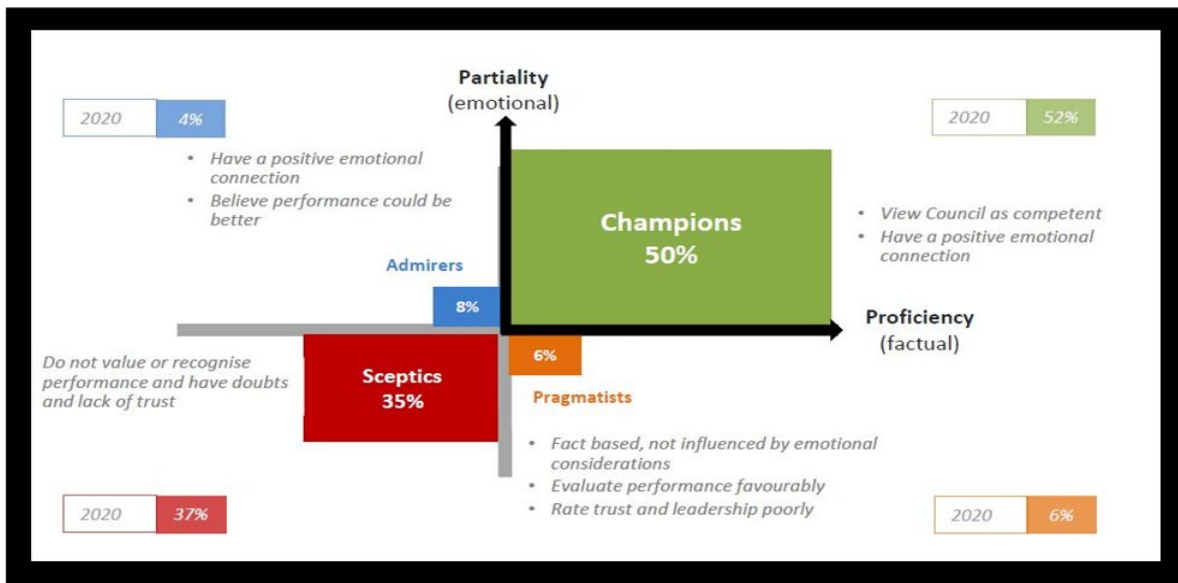 Partiality
(emotional)
2020 4%
2020 52%
• Have a positive emotional
connection
• Believe performance could be
better
Champions
50%
• View Council as competent
• Have a positive emotional
connection
Admirers
8%
Proficiency
(factual)
Do not value or recognise
performance and have doubts
and lack of trust
Sceptics
35%
6%
Pragmatists
• Fact based, not influenced by emotional
considerations
• Evaluate performance favourably
• Rate trust and leadership poorly
2020 37%
2020 6%